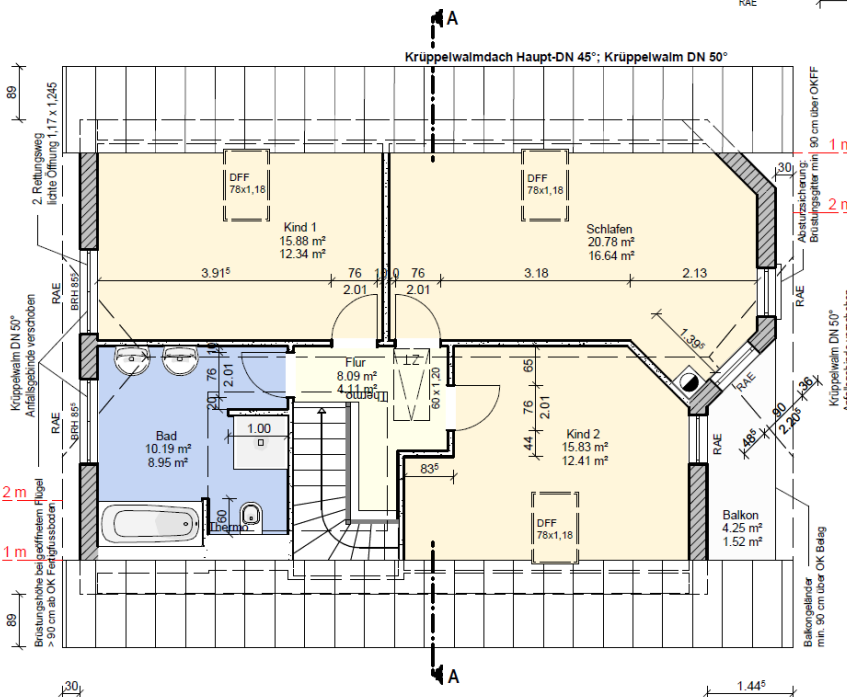 RAE
A
Krüppelwalmdach Haupt-DN 45°; Krüppelwalm DN 50°
89
2. Rettungsweg
lichte Öffnung 1,17 x 1,245
Absturzsicherung:
Brüstungsgitter min. 90 cm über OKFF
1 m
30
2 m
DFF
78x1,18
DFF
78x1,18
Kind 1
15.88 m²
12.34 m²
Schlafen
20.78 m²
16.64 m²
3.91⁵
76
2.01
10
76
2.01
3.18
2.13
RAE
BRH 85⁵
RAE
Krüppelwalm DN 50°
Anfallsgebinde verschoben
Krüppelwalm DN 50°
Anfallsgebinde verschoben
1.39⁵
RAE
Flur
8.09 m²
4.11 m²
Thermo
LZ
60 x 1,20
10
76
2.01
20
65
76
2.01
44
RAE
BRH 85⁵
1.00
Bad
10.19 m²
8.95 m²
Kind 2
15.83 m²
12.41 m²
83⁵
RAE
36
90
2.20⁵
48⁵
2 m
60
Thermo
DFF
78x1,18
Balkon
4.25 m²
1.52 m²
1 m
Brüstungshöhe bei geöffnetem Flügel
> 90 cm ab OK Fertigfussboden
Balkongeländer
min. 90 cm über OK Belag
89
A
30
1.44⁵